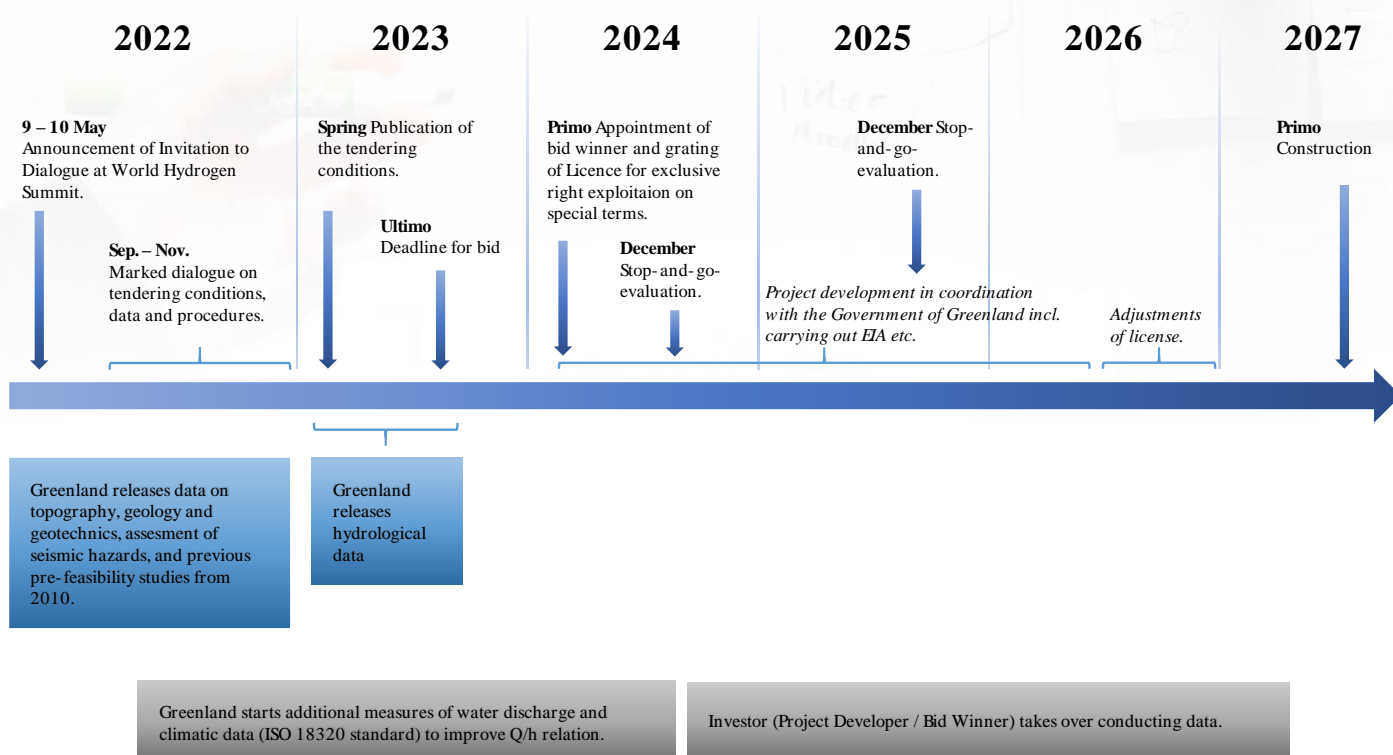 2022
2023
2024
2025
2026
2027
9 – 10 May
Announcement of Invitation to
Dialogue at World Hydrogen
Summit.
Sep. – Nov.
Marked dialogue on
tendering conditions,
data and procedures.
Spring Publication of
the tendering
conditions.
Ultimo
Deadline for bid
Primo Appointment of
bid winner and grating
of Licence for exclusive
right exploitaion on
special terms.
December
Stop- and- go-
evaluation.
December Stop-
and- go-
evaluation.
Project development in coordination
with the Government of Greenland incl.
carrying out EIA etc.
Adjustments
of license.
Primo
Construction
Greenland releases data on
topography, geology and
geotechnics, assesment of
seismic hazards, and previous
pre- feasibility studies from
2010.
Greenland
releases
hydrological
data
Greenland starts additional measures of water discharge and
climatic data (ISO 18320 standard) to improve Q/h relation.
Investor (Project Developer / Bid Winner) takes over conducting data.